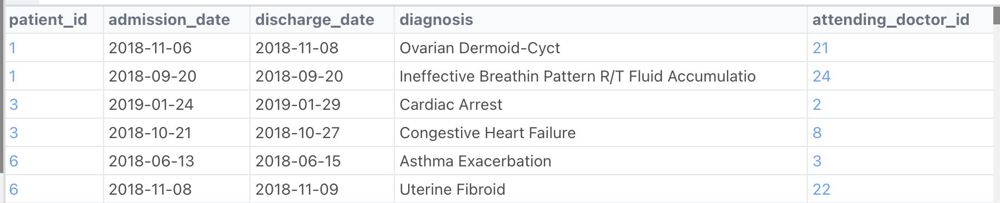 patient_id admission_date discharge_date diagnosis attending_doctor_id
1 2018-11-06 2018-11-08 Ovarian Dermoid-Cyct 21
1 2018-09-20 2018-09-20 Ineffective Breathin Pattern R/T Fluid Accumulatio 24
3 2019-01-24 2019-01-29 Cardiac Arrest 2
3 2018-10-21 2018-10-27 Congestive Heart Failure 8
6 2018-06-13 2018-06-15 Asthma Exacerbation 3
6 2018-11-08 2018-11-09 Uterine Fibroid 22